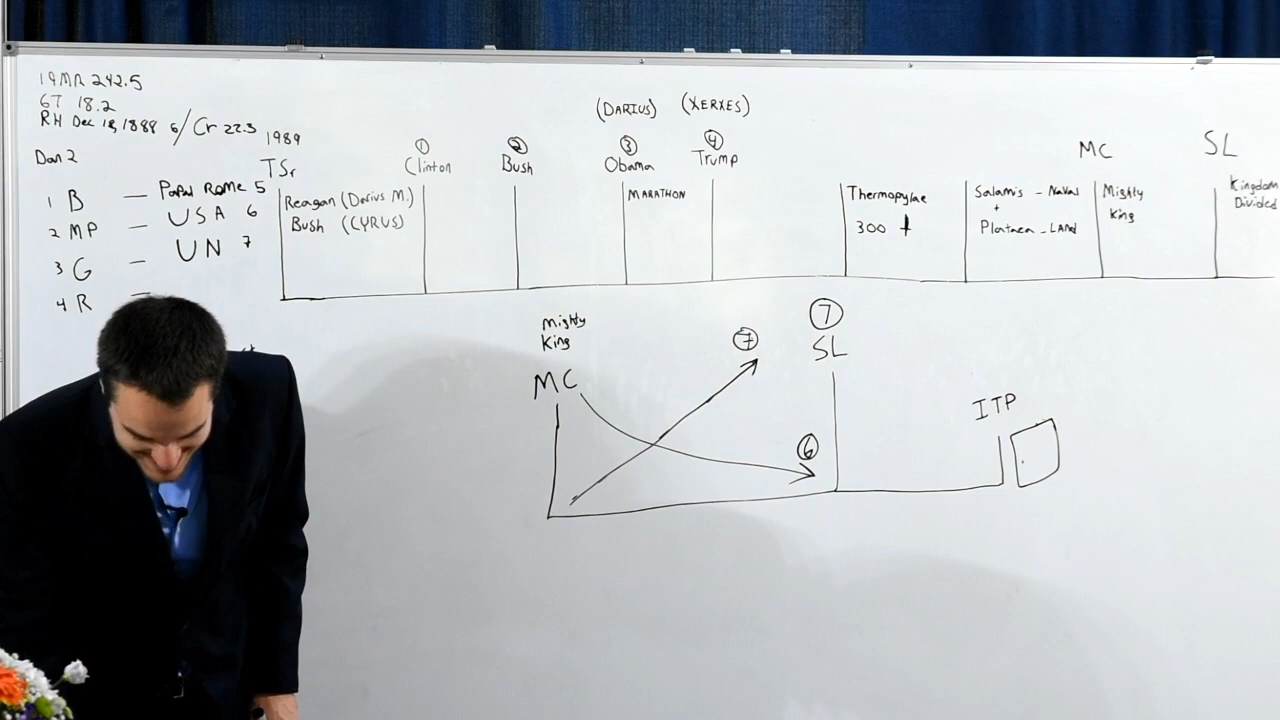 19MR 242.5
6T 18.2
RH Dec 18, 1888 6/Cr 22.3
Dan 2
1 B — Papal Rome 5
2 MP — USA 6
3 G — UN 7
4 R —
1989
TSr
Reagan (Darius M.)
Bush (CYRUS)
① Clinton
② Bush
(DARIUS)
③ Obama
MARATHON
(XERXES)
④ Trump
Thermopylae
300
Salamis - Naval
+
Plataea - LAnd
MC
Mighty
King
SL
Kingdom
Divided
Mighty
King
MC
⑦
⑥
⑦
SL
ITP